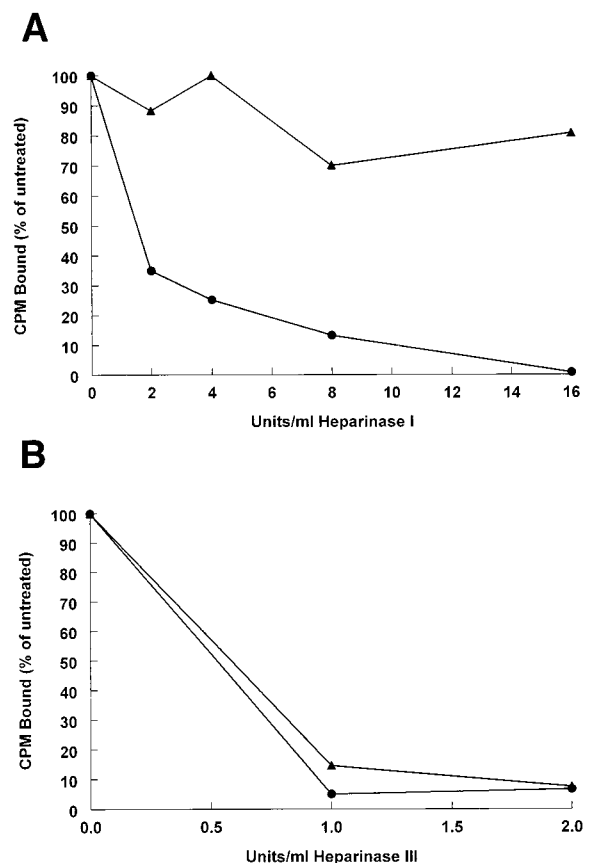 A
100
90
80
70
60
50
40
30
20
10
0
CPM Bound (% of untreated)
0 2 4 6 8 10 12 14 16
Units/ml Heparinase I
B
100
90
80
70
60
50
40
30
20
10
0
CPM Bound (% of untreated)
0.0 0.5 1.0 1.5 2.0
Units/ml Heparinase III